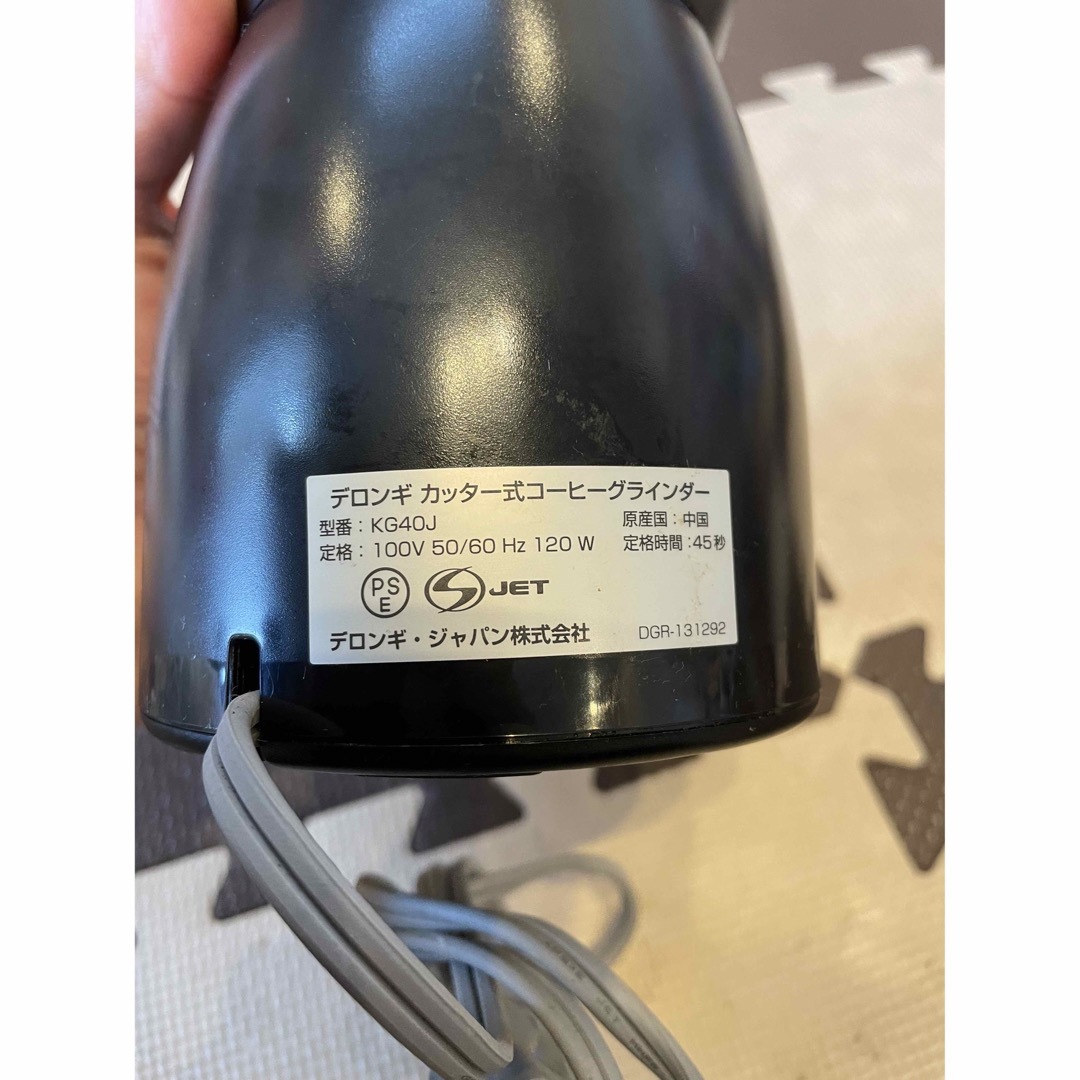 デロンギ カッター式コーヒーグラインダー
型番：KG40J 原産国：中国
定格：100V 50/60 Hz 120 W 定格時間：45秒
PS E JET
デロンギ・ジャパン株式会社 DGR-131292